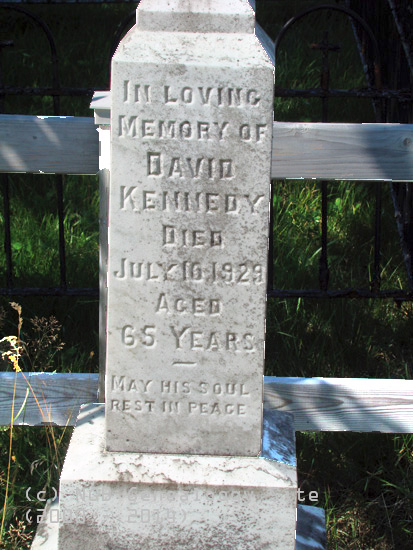 IN LOVING
MEMORY OF
DAVID
KENNEDY
DIED
JULY 16 1929
AGED
65 YEARS
MAY HIS SOUL
REST IN PEACE